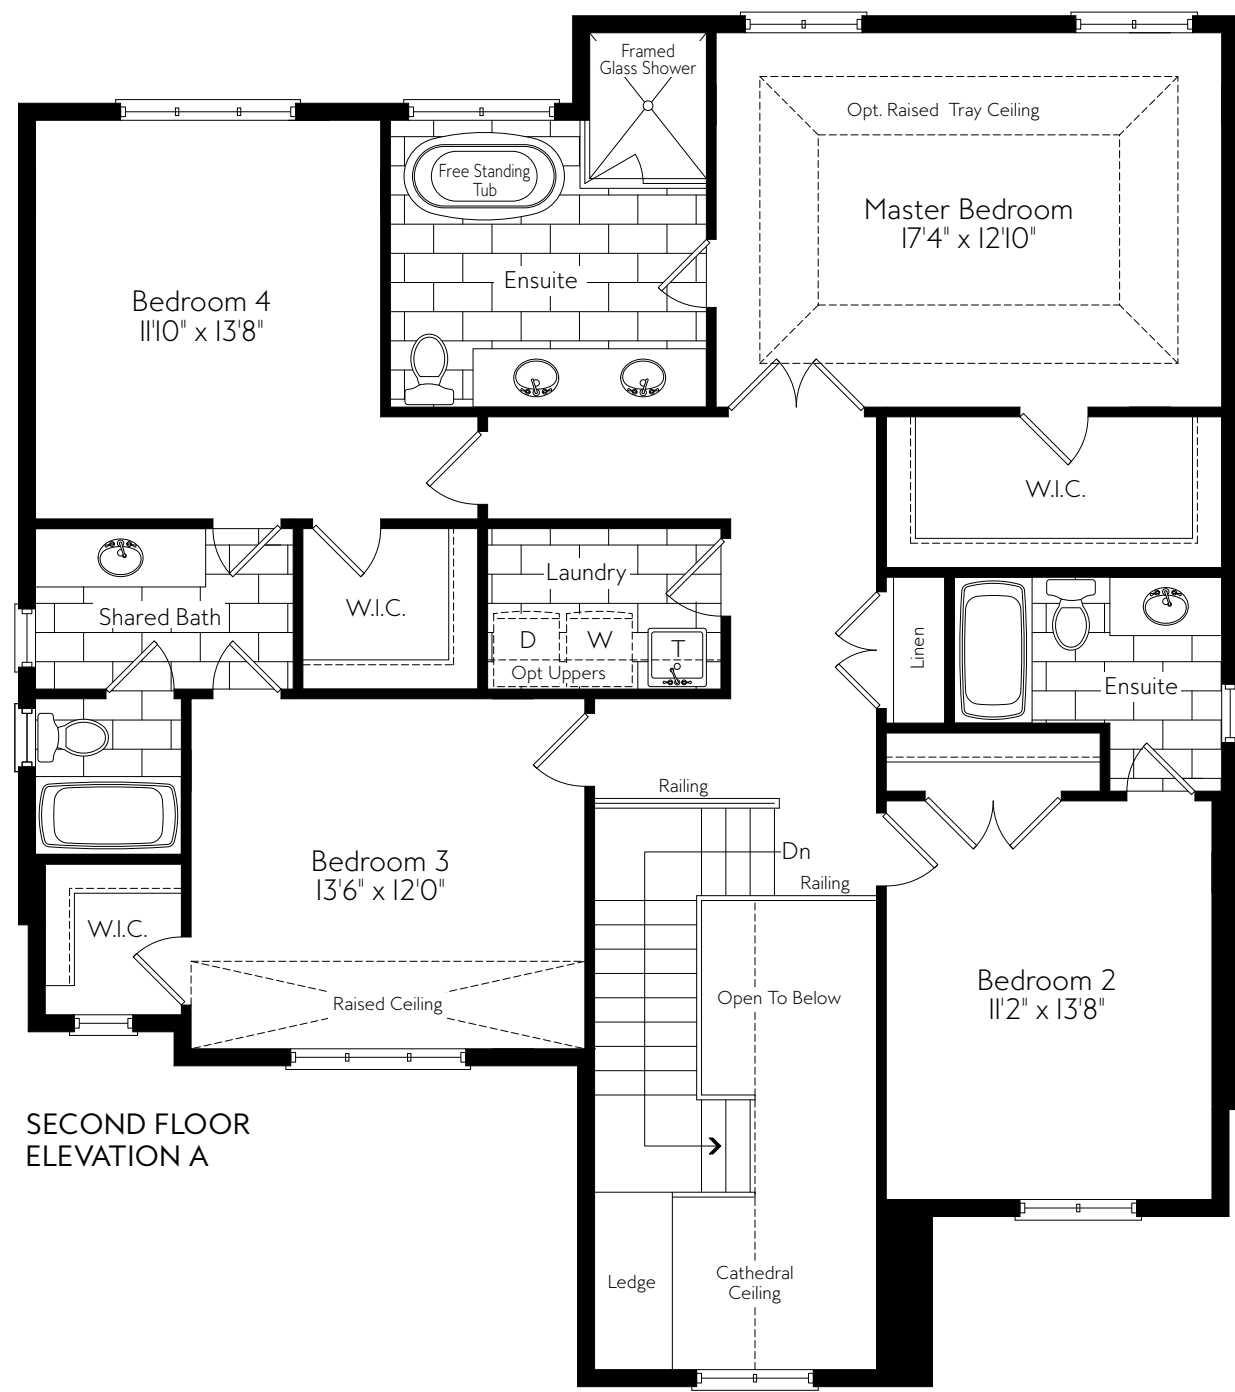 Framed
Glass Shower
Opt. Raised Tray Ceiling
Free Standing
Tub
Master Bedroom
17'4" x 12'10"
Ensuite
Bedroom 4
11'10" x 13'8"
W.I.C.
Laundry
Shared Bath
W.I.C.
D
W
T
Opt Uppers
Linen
Ensuite
Railing
Dn
Railing
Bedroom 3
13'6" x 12'0"
W.I.C.
Raised Ceiling
Open To Below
Bedroom 2
11'2" x 13'8"
SECOND FLOOR
ELEVATION A
Ledge
Cathedral
Ceiling